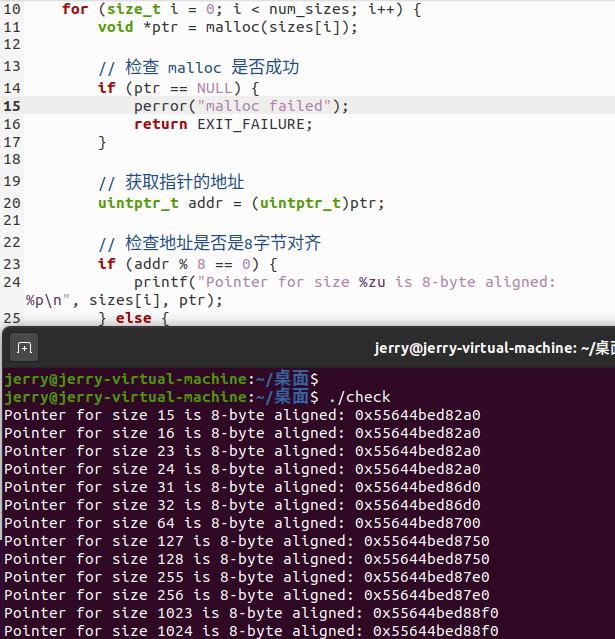 10 for (size_t i = 0; i < num_sizes; i++) {
11 void *ptr = malloc(sizes[i]);
12
13 // 检查 malloc 是否成功
14 if (ptr == NULL) {
15 perror("malloc failed");
16 return EXIT_FAILURE;
17 }
18
19 // 获取指针的地址
20 uintptr_t addr = (uintptr_t)ptr;
21
22 // 检查地址是否是8字节对齐
23 if (addr % 8 == 0) {
24 printf("Pointer for size %zu is 8-byte aligned:
%p\n", sizes[i], ptr);
25 } else {
jerry@jerry-virtual-machine: ~/桌面
jerry@jerry-virtual-machine:~/桌面$
jerry@jerry-virtual-machine:~/桌面$ ./check
Pointer for size 15 is 8-byte aligned: 0x55644bed82a0
Pointer for size 16 is 8-byte aligned: 0x55644bed82a0
Pointer for size 23 is 8-byte aligned: 0x55644bed82a0
Pointer for size 24 is 8-byte aligned: 0x55644bed82a0
Pointer for size 31 is 8-byte aligned: 0x55644bed86d0
Pointer for size 32 is 8-byte aligned: 0x55644bed86d0
Pointer for size 64 is 8-byte aligned: 0x55644bed8700
Pointer for size 127 is 8-byte aligned: 0x55644bed8750
Pointer for size 128 is 8-byte aligned: 0x55644bed8750
Pointer for size 255 is 8-byte aligned: 0x55644bed87e0
Pointer for size 256 is 8-byte aligned: 0x55644bed87e0
Pointer for size 1023 is 8-byte aligned: 0x55644bed88f0
Pointer for size 1024 is 8-byte aligned: 0x55644bed88f0